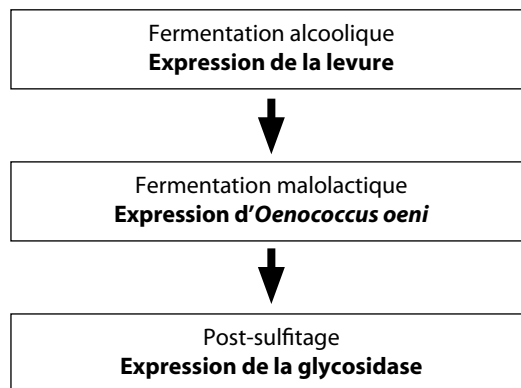 Fermentation alcoolique
Expression de la levure
Fermentation malolactique
Expression d’Oenococcus oeni
Post-sulfitage
Expression de la glycosidase